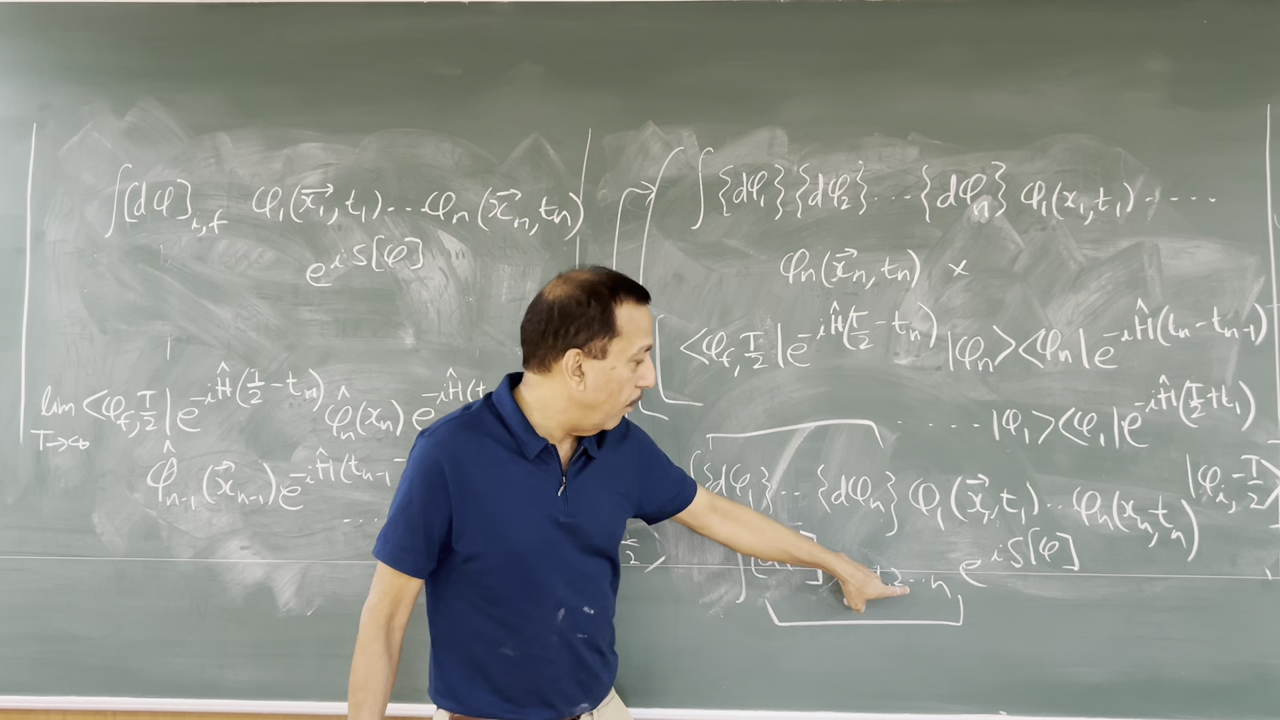 ∫[dφ]_{i,f} φ₁(x⃗₁,t₁)...φₙ(x⃗ₙ,tₙ)
e^{iS[φ]}
lim_{T→∞} <φ_f,T/2| e^{-iĤ(T/2-tₙ)} φ̂ₙ(xₙ) e^{-iĤ(t
φ̂ₙ₋₁(x⃗ₙ₋₁) e^{-iĤ(tₙ₋₁-
....
∫{dφ₁}{dφ₂}...{dφₙ} φ₁(x₁,t₁).....
φₙ(x⃗ₙ,tₙ) ×
<φ_f,T/2| e^{-iĤ(T/2-tₙ)} |φₙ><φₙ| e^{-iĤ(tₙ-tₙ₋₁)}
.....|φ₁><φ₁| e^{-iĤ(T/2+t₁)}
|φ_i,-T/2>
{dφ₁}..{dφₙ} φ₁(x⃗₁,t₁)..φₙ(xₙ,tₙ)
∫ ...n e^{iS[φ]}